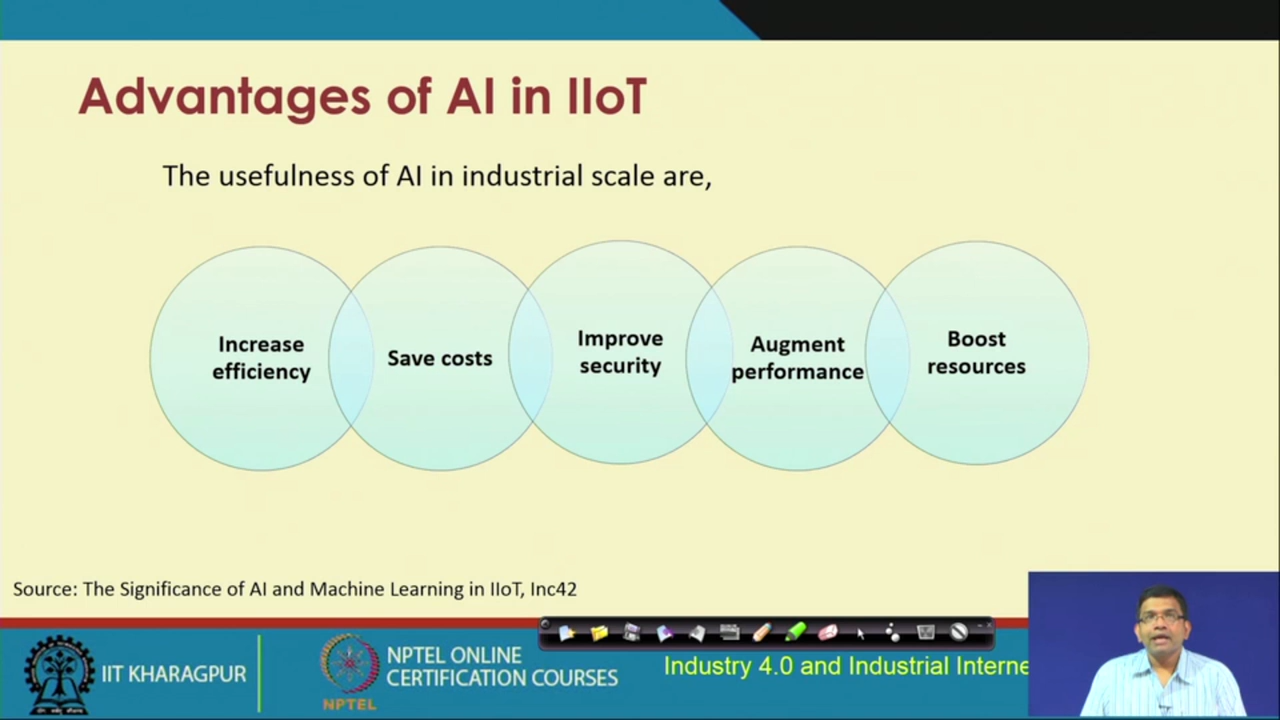 Advantages of AI in IIoT
The usefulness of AI in industrial scale are,
Increase
efficiency
Save costs
Improve
security
Augment
performance
Boost
resources
Source: The Significance of AI and Machine Learning in IIoT, Inc42
IIT KHARAGPUR
NPTEL
NPTEL ONLINE
CERTIFICATION COURSES
Industry 4.0 and Industrial Interne